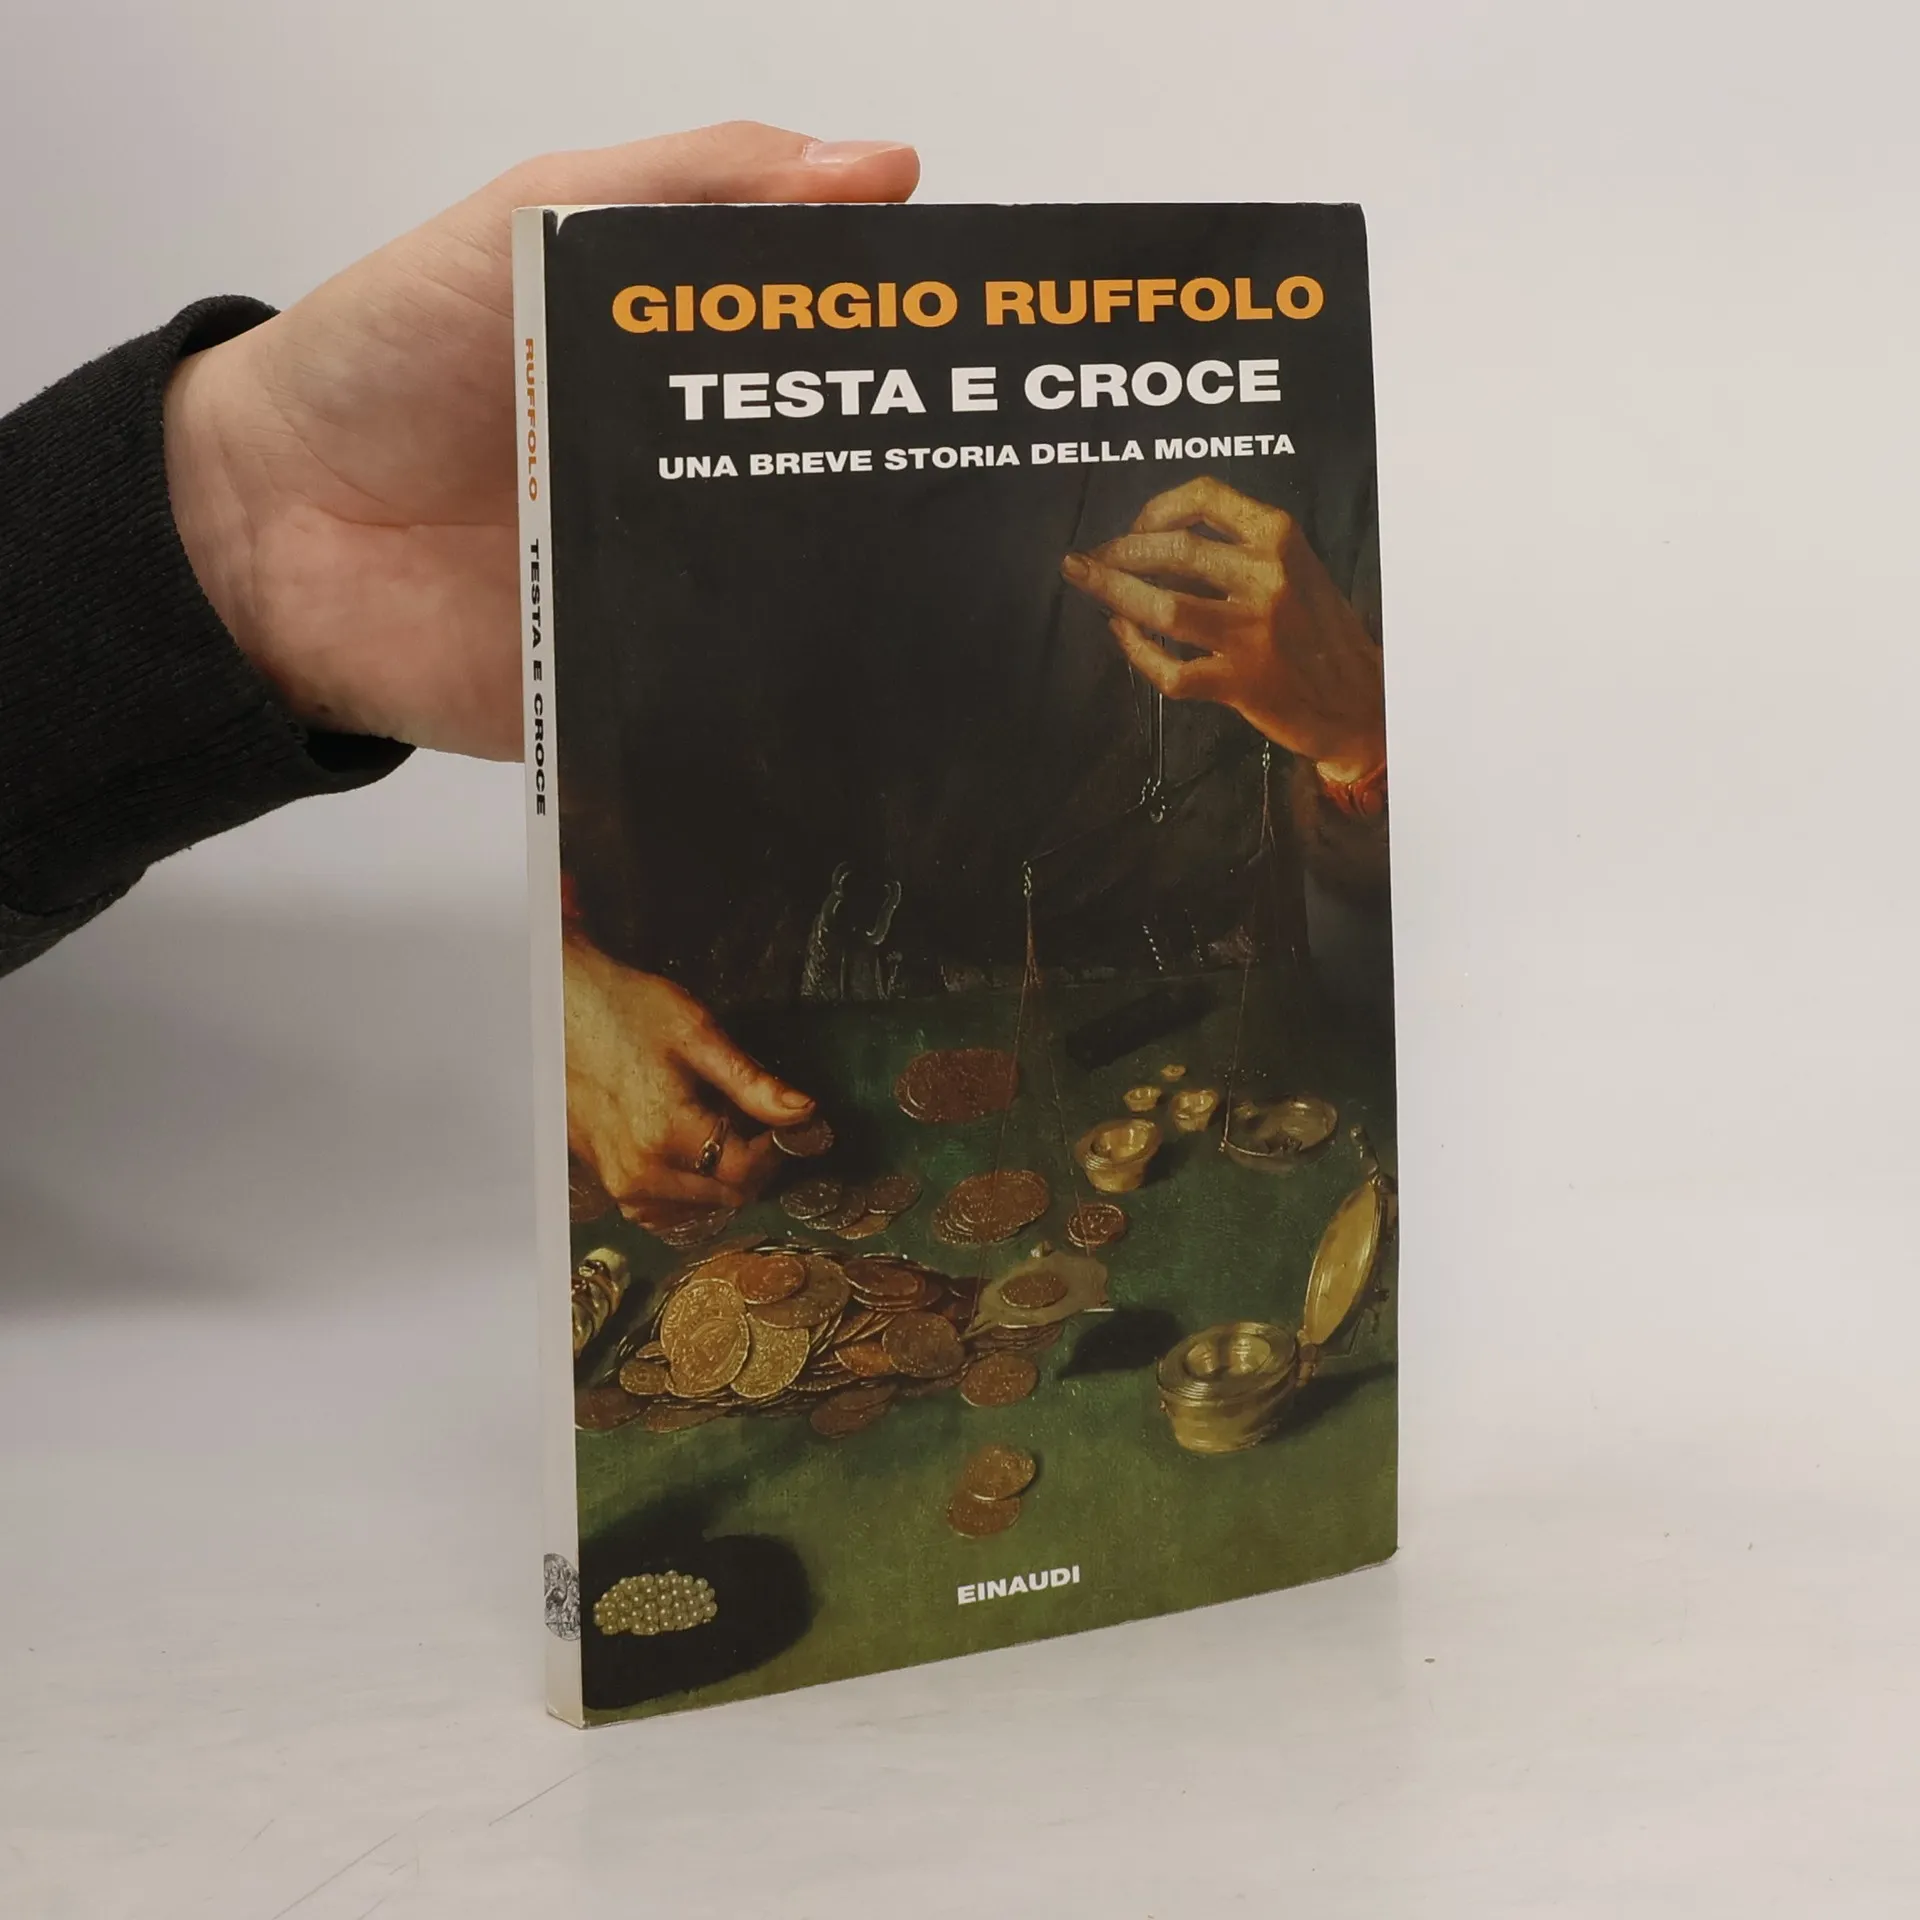 GIORGIO RUFFOLO
TESTA E CROCE
UNA BREVE STORIA DELLA MONETA
EINAUDI
RUFFOLO TESTA E CROCE